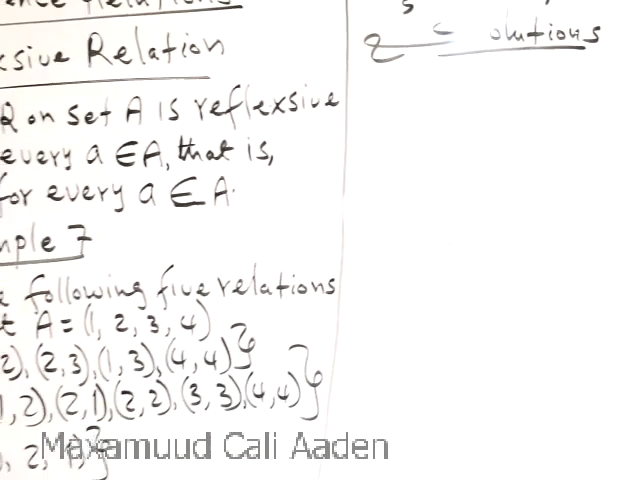 Relation
R on set A is reflexsive
every a ∈ A, that is,
for every a ∈ A.
7
following five relations
A = (1, 2, 3, 4)
2), (2, 3), (1, 3), (4, 4)}
1, 2), (2, 1), (2, 2), (3, 3), (4, 4)}
Maxamuud Cali Aaden